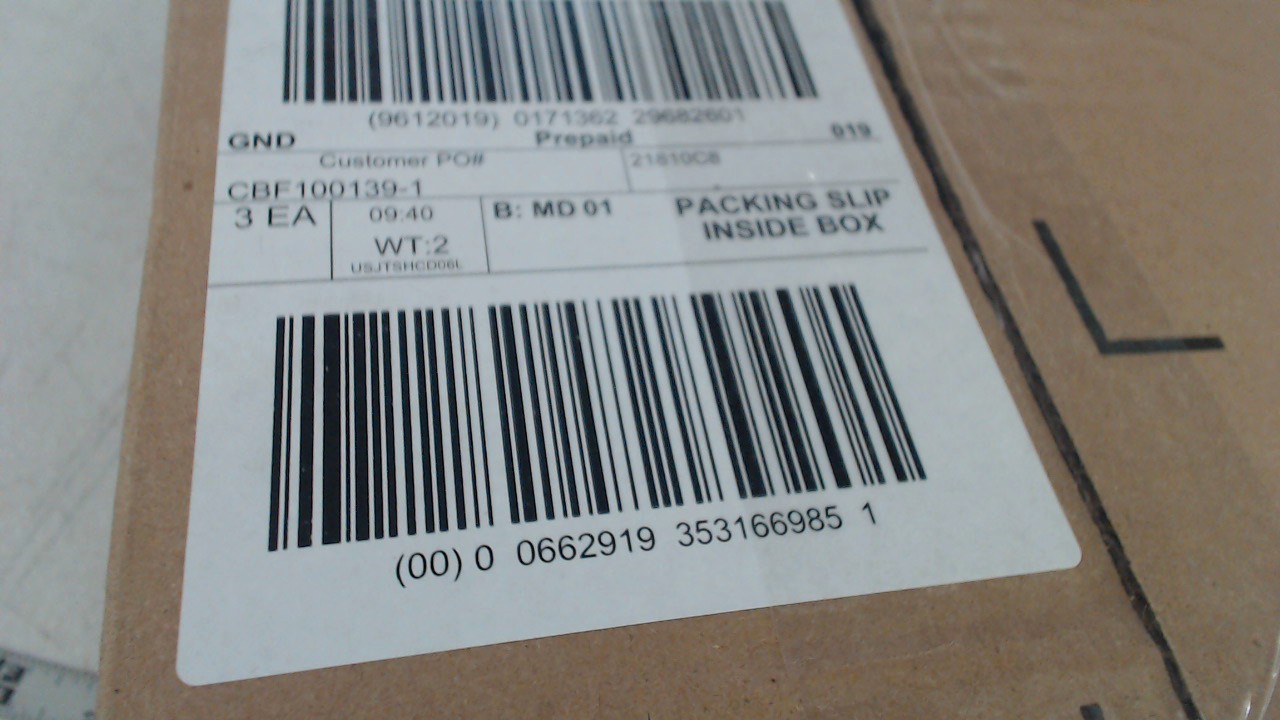 (9612019) 0171362 29682601
GND Prepaid 019
Customer PO# 21810C8
CBF100139-1
3 EA 09:40 B: MD 01 PACKING SLIP
WT:2 INSIDE BOX
USJTSHCD06L
(00) 0 0662919 353166985 1